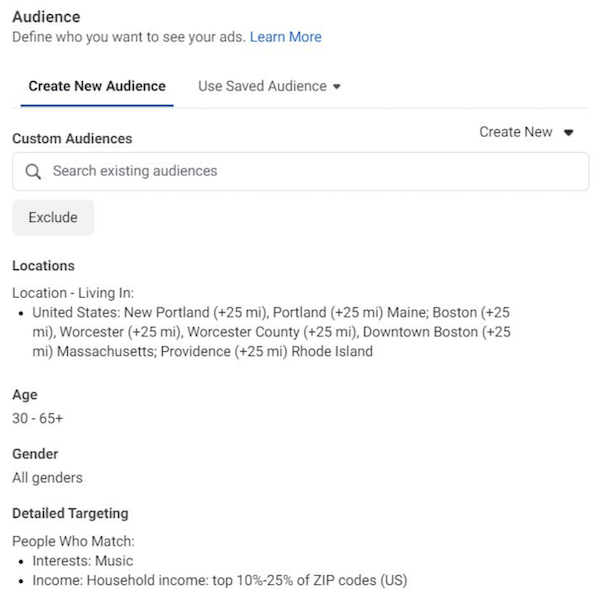 Audience
Define who you want to see your ads. Learn More
Create New Audience
Use Saved Audience
Custom Audiences
Create New
Search existing audiences
Exclude
Locations
Location - Living In:
• United States: New Portland (+25 mi), Portland (+25 mi) Maine; Boston (+25
mi), Worcester (+25 mi), Worcester County (+25 mi), Downtown Boston (+25
mi) Massachusetts; Providence (+25 mi) Rhode Island
Age
30 - 65+
Gender
All genders
Detailed Targeting
People Who Match:
• Interests: Music
• Income: Household income: top 10%-25% of ZIP codes (US)